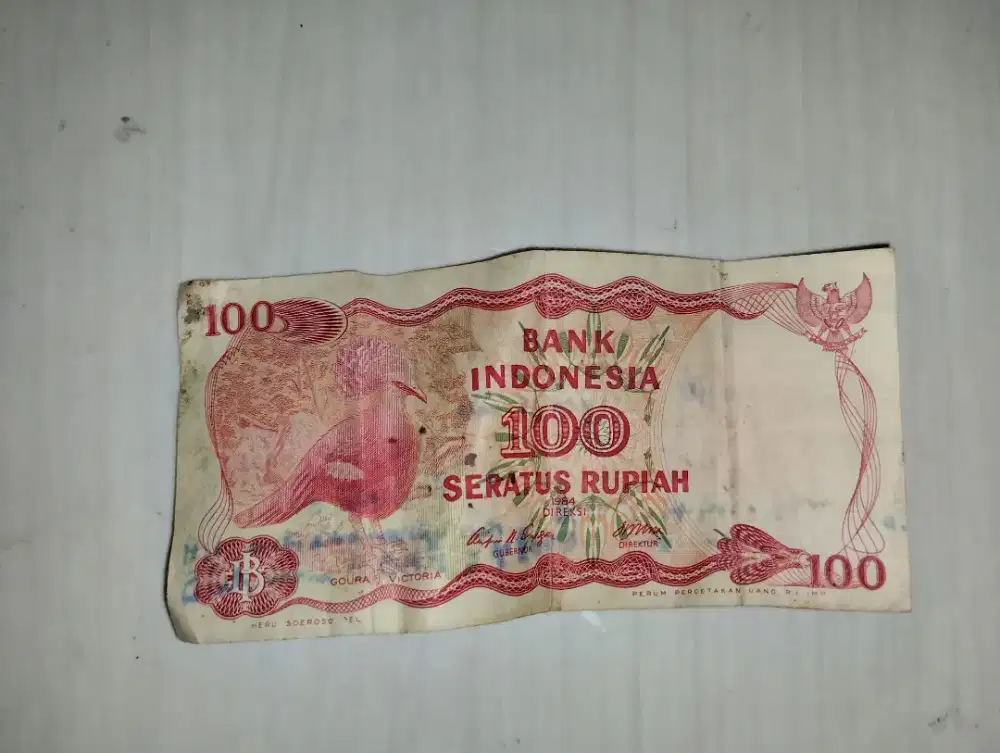 100
BANK
INDONESIA
100
SERATUS RUPIAH
1984
DIREKSI
GUBERNUR
DIREKTUR
GOURA VICTORIA
100
PERUM PERCETAKAN UANG R.I.
HERU SOEROSO